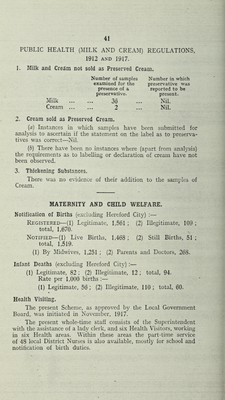 41
PUBLIC HEALTH (MILK AND CREAM) REGULATIONS,
1912 AND 1917.
1. Milk and Cream not sold as Preserved Cream.
Number of samples Number in which
examined for the preservative was
presence of a reported to be
preservative. present.
Milk ... ... 36 ... Nil.
Cream ... ... 2 ... Nil.
2. Cream sold as Preserved Cream.
(a) Instances in which samples have been submitted for
analysis to ascertain if the statement on the label as to preserva-
tives was correct—Nil.
(b) There have been no instances where (apart from analysis)
the requirements as to labelling or declaration of cream have not
been observed.
3. Thickening Substances.
There was no evidence of their addition to the samples of
Cream.
MATERNITY AND CHILD WELFARE.
Notification of Births (excluding Hereford City) :—
REGISTERED—(1) Legitimate, 1,561; (2) Illegitimate, 109;
total, 1,670.
NOTIFIED—(1) Live Births, 1,468; (2) Still Births, 51;
total, 1,519.
(1) By Midwives, 1,251; (2) Parents and Doctors, 268.
Infant Deaths (excluding Hereford City) :—
(1) Legitimate, 82; (2) Illegitimate, 12; total, 94.
Rate per 1,000 births :—
(1) Legitimate, 56; (2) Illegitimate, 110; total, 60.
Health Visiting.
The present Scheme, as approved by the Local Government
Board, was initiated in November, 1917.
The present whole-time staff consists of the Superintendent
with the assistance of a lady clerk, and six Health Visitors, working
in six Health areas. Within these areas the part-time service
of 48 local District Nurses is also available, mostly for school and
notification of birth duties.